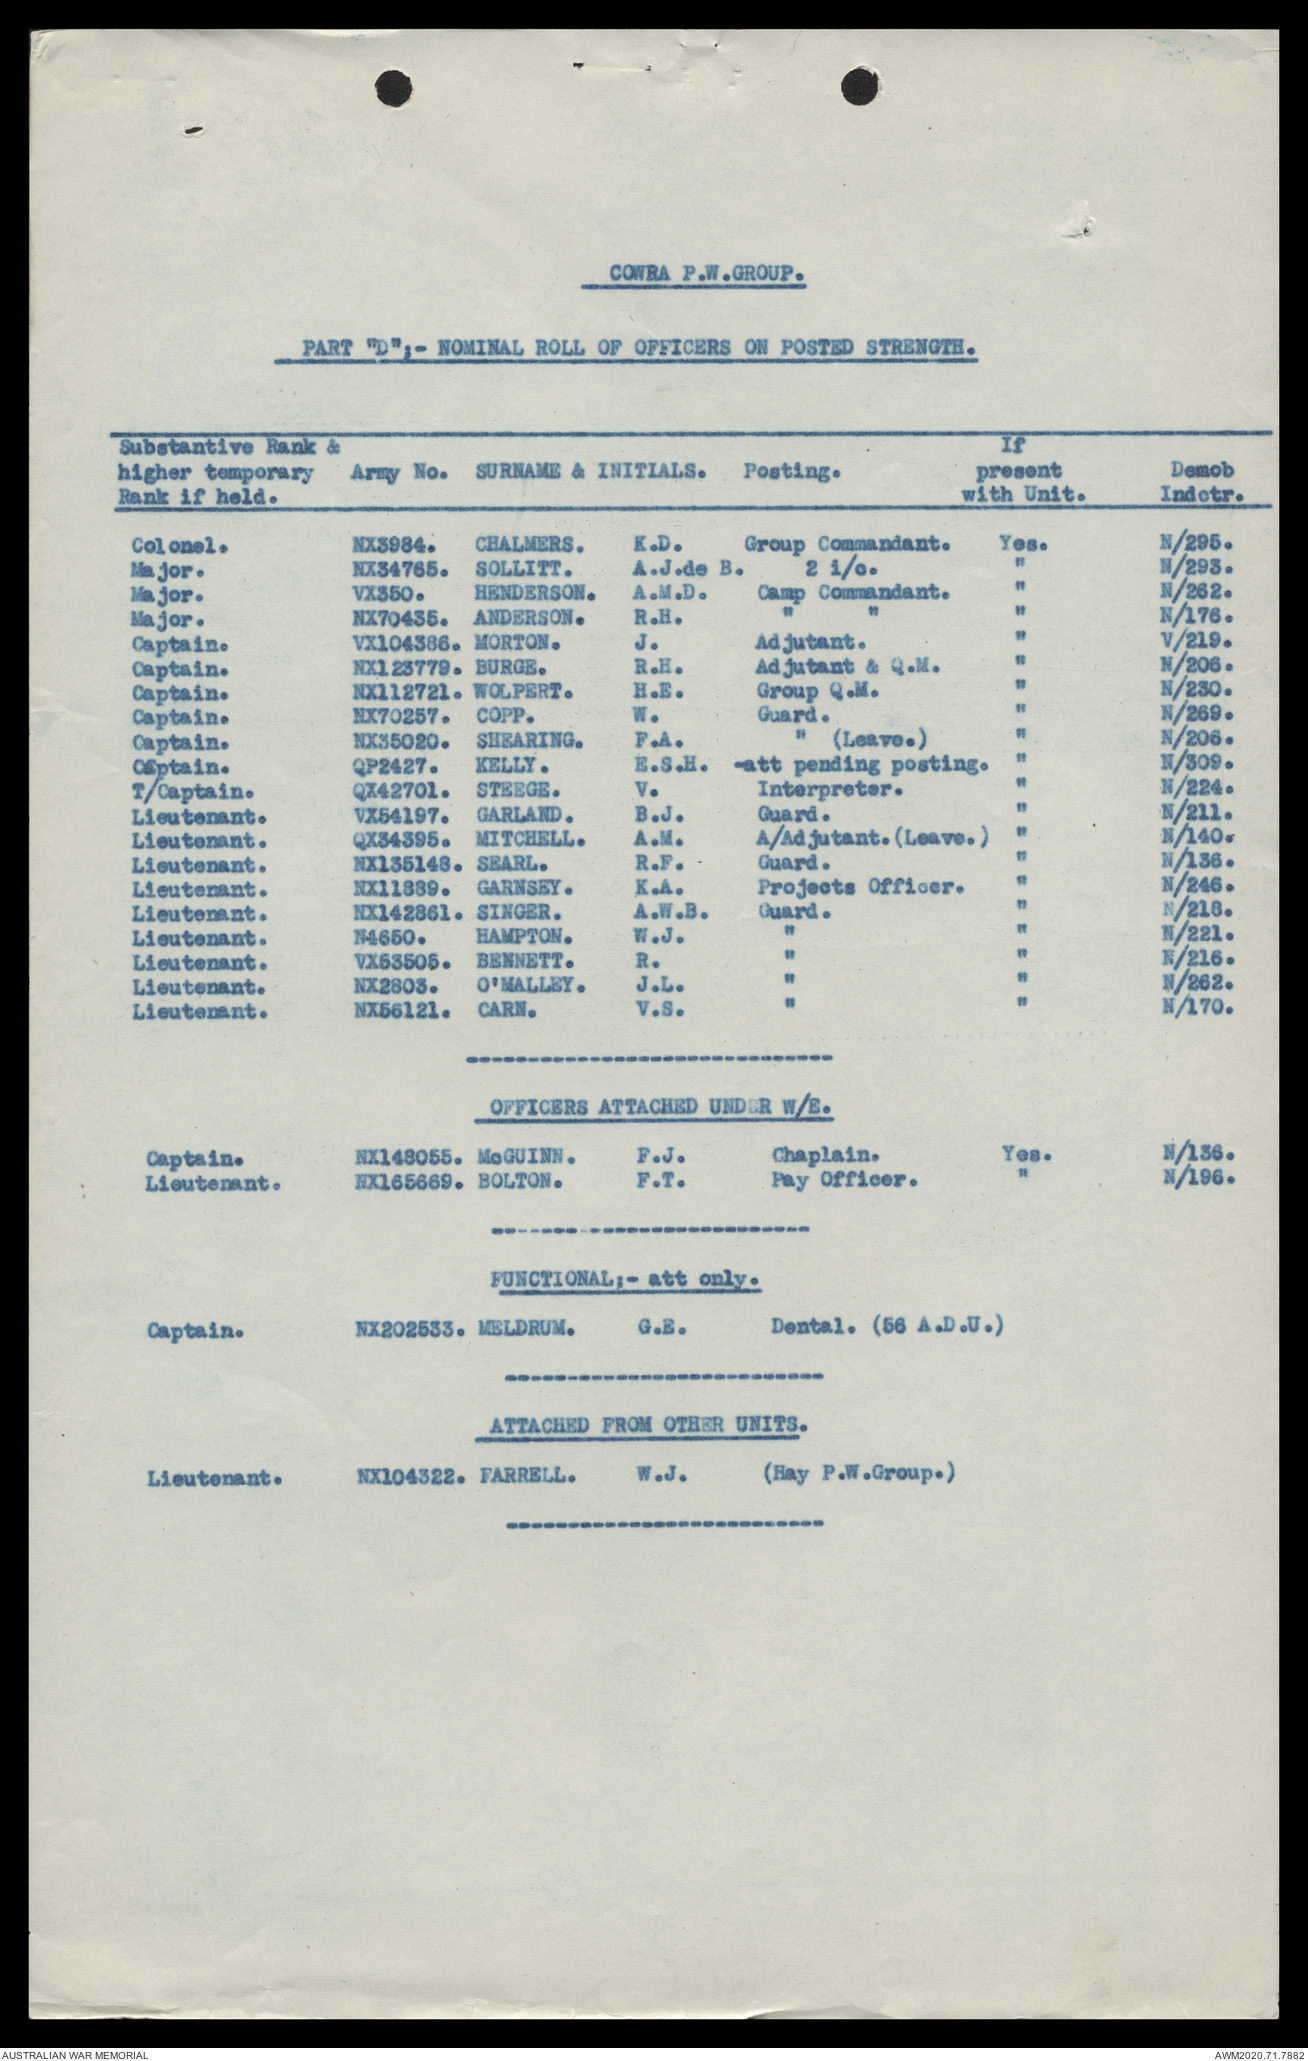 COWRA P.W.GROUP.
PART "D";- NOMINAL ROLL OF OFFICERS ON POSTED STRENGTH.
Substantive Rank & If
higher temporary Army No. SURNAME & INITIALS. Posting. present Demob
Rank if held. with Unit. Indctr.
Colonel. NX3984. CHALMERS. K.D. Group Commandant. Yes. N/295.
Major. NX34765. SOLLITT. A.J.de B. 2 i/c. " N/293.
Major. VX350. HENDERSON. A.M.D. Camp Commandant. " N/262.
Major. NX70435. ANDERSON. R.H. " " " N/176.
Captain. VX104386. MORTON. J. Adjutant. " V/219.
Captain. NX123779. BURGE. R.H. Adjutant & Q.M. " N/206.
Captain. NX112721. WOLPERT. H.E. Group Q.M. " N/230.
Captain. NX70257. COPP. W. Guard. " N/269.
Captain. NX35020. SHEARING. F.A. " (Leave.) " N/206.
Captain. QP2427. KELLY. E.S.H. -att pending posting. " N/309.
T/Captain. QX42701. STEEGE. V. Interpreter. " N/224.
Lieutenant. VX54197. GARLAND. B.J. Guard. " N/211.
Lieutenant. QX34395. MITCHELL. A.M. A/Adjutant.(Leave.) " N/140.
Lieutenant. NX135148. SEARL. R.F. Guard. " N/136.
Lieutenant. NX11889. GARNSEY. K.A. Projects Officer. " N/246.
Lieutenant. NX142861. SINGER. A.W.B. Guard. " N/218.
Lieutenant. N4650. HAMPTON. W.J. " " N/221.
Lieutenant. VX53505. BENNETT. R. " " N/216.
Lieutenant. NX2803. O'MALLEY. J.L. " " N/262.
Lieutenant. NX56121. CARN. V.S. " " N/170.
------------------------------
OFFICERS ATTACHED UNDER W/E.
Captain. NX148055. McGUINN. F.J. Chaplain. Yes. N/136.
Lieutenant. NX165669. BOLTON. F.T. Pay Officer. " N/196.
--------------------------
FUNCTIONAL;- att only.
Captain. NX202533. MELDRUM. G.E. Dental. (56 A.D.U.)
--------------------------
ATTACHED FROM OTHER UNITS.
Lieutenant. NX104322. FARRELL. W.J. (Hay P.W.Group.)
--------------------------
AUSTRALIAN WAR MEMORIAL AWM2020.71.7882